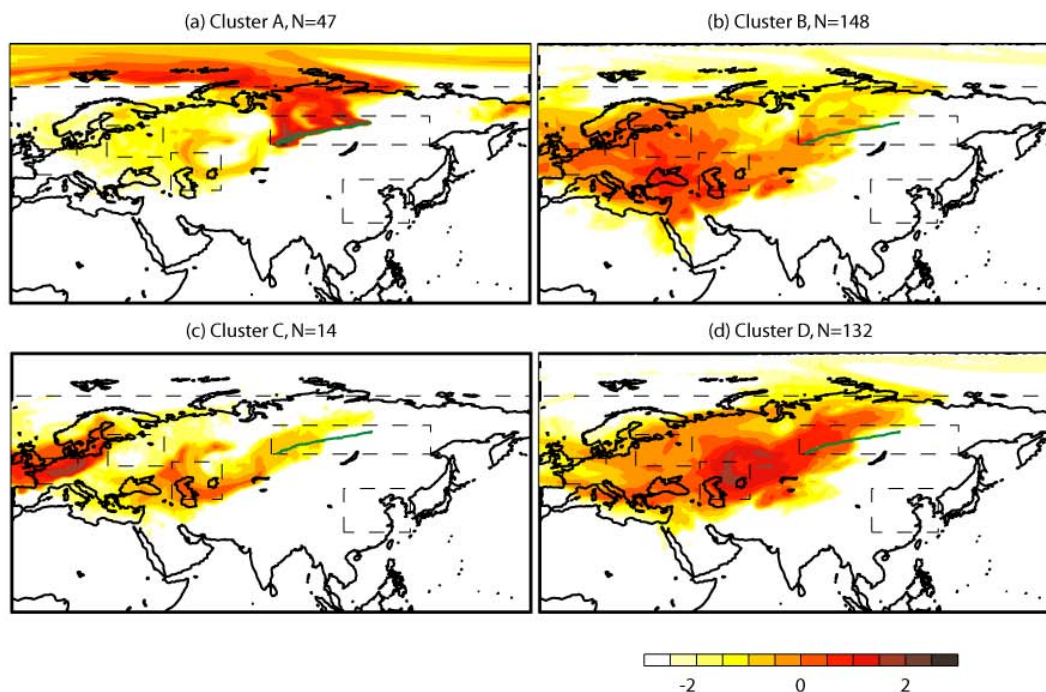 (a) Cluster A, N=47
(b) Cluster B, N=148
(c) Cluster C, N=14
(d) Cluster D, N=132
-2 0 2